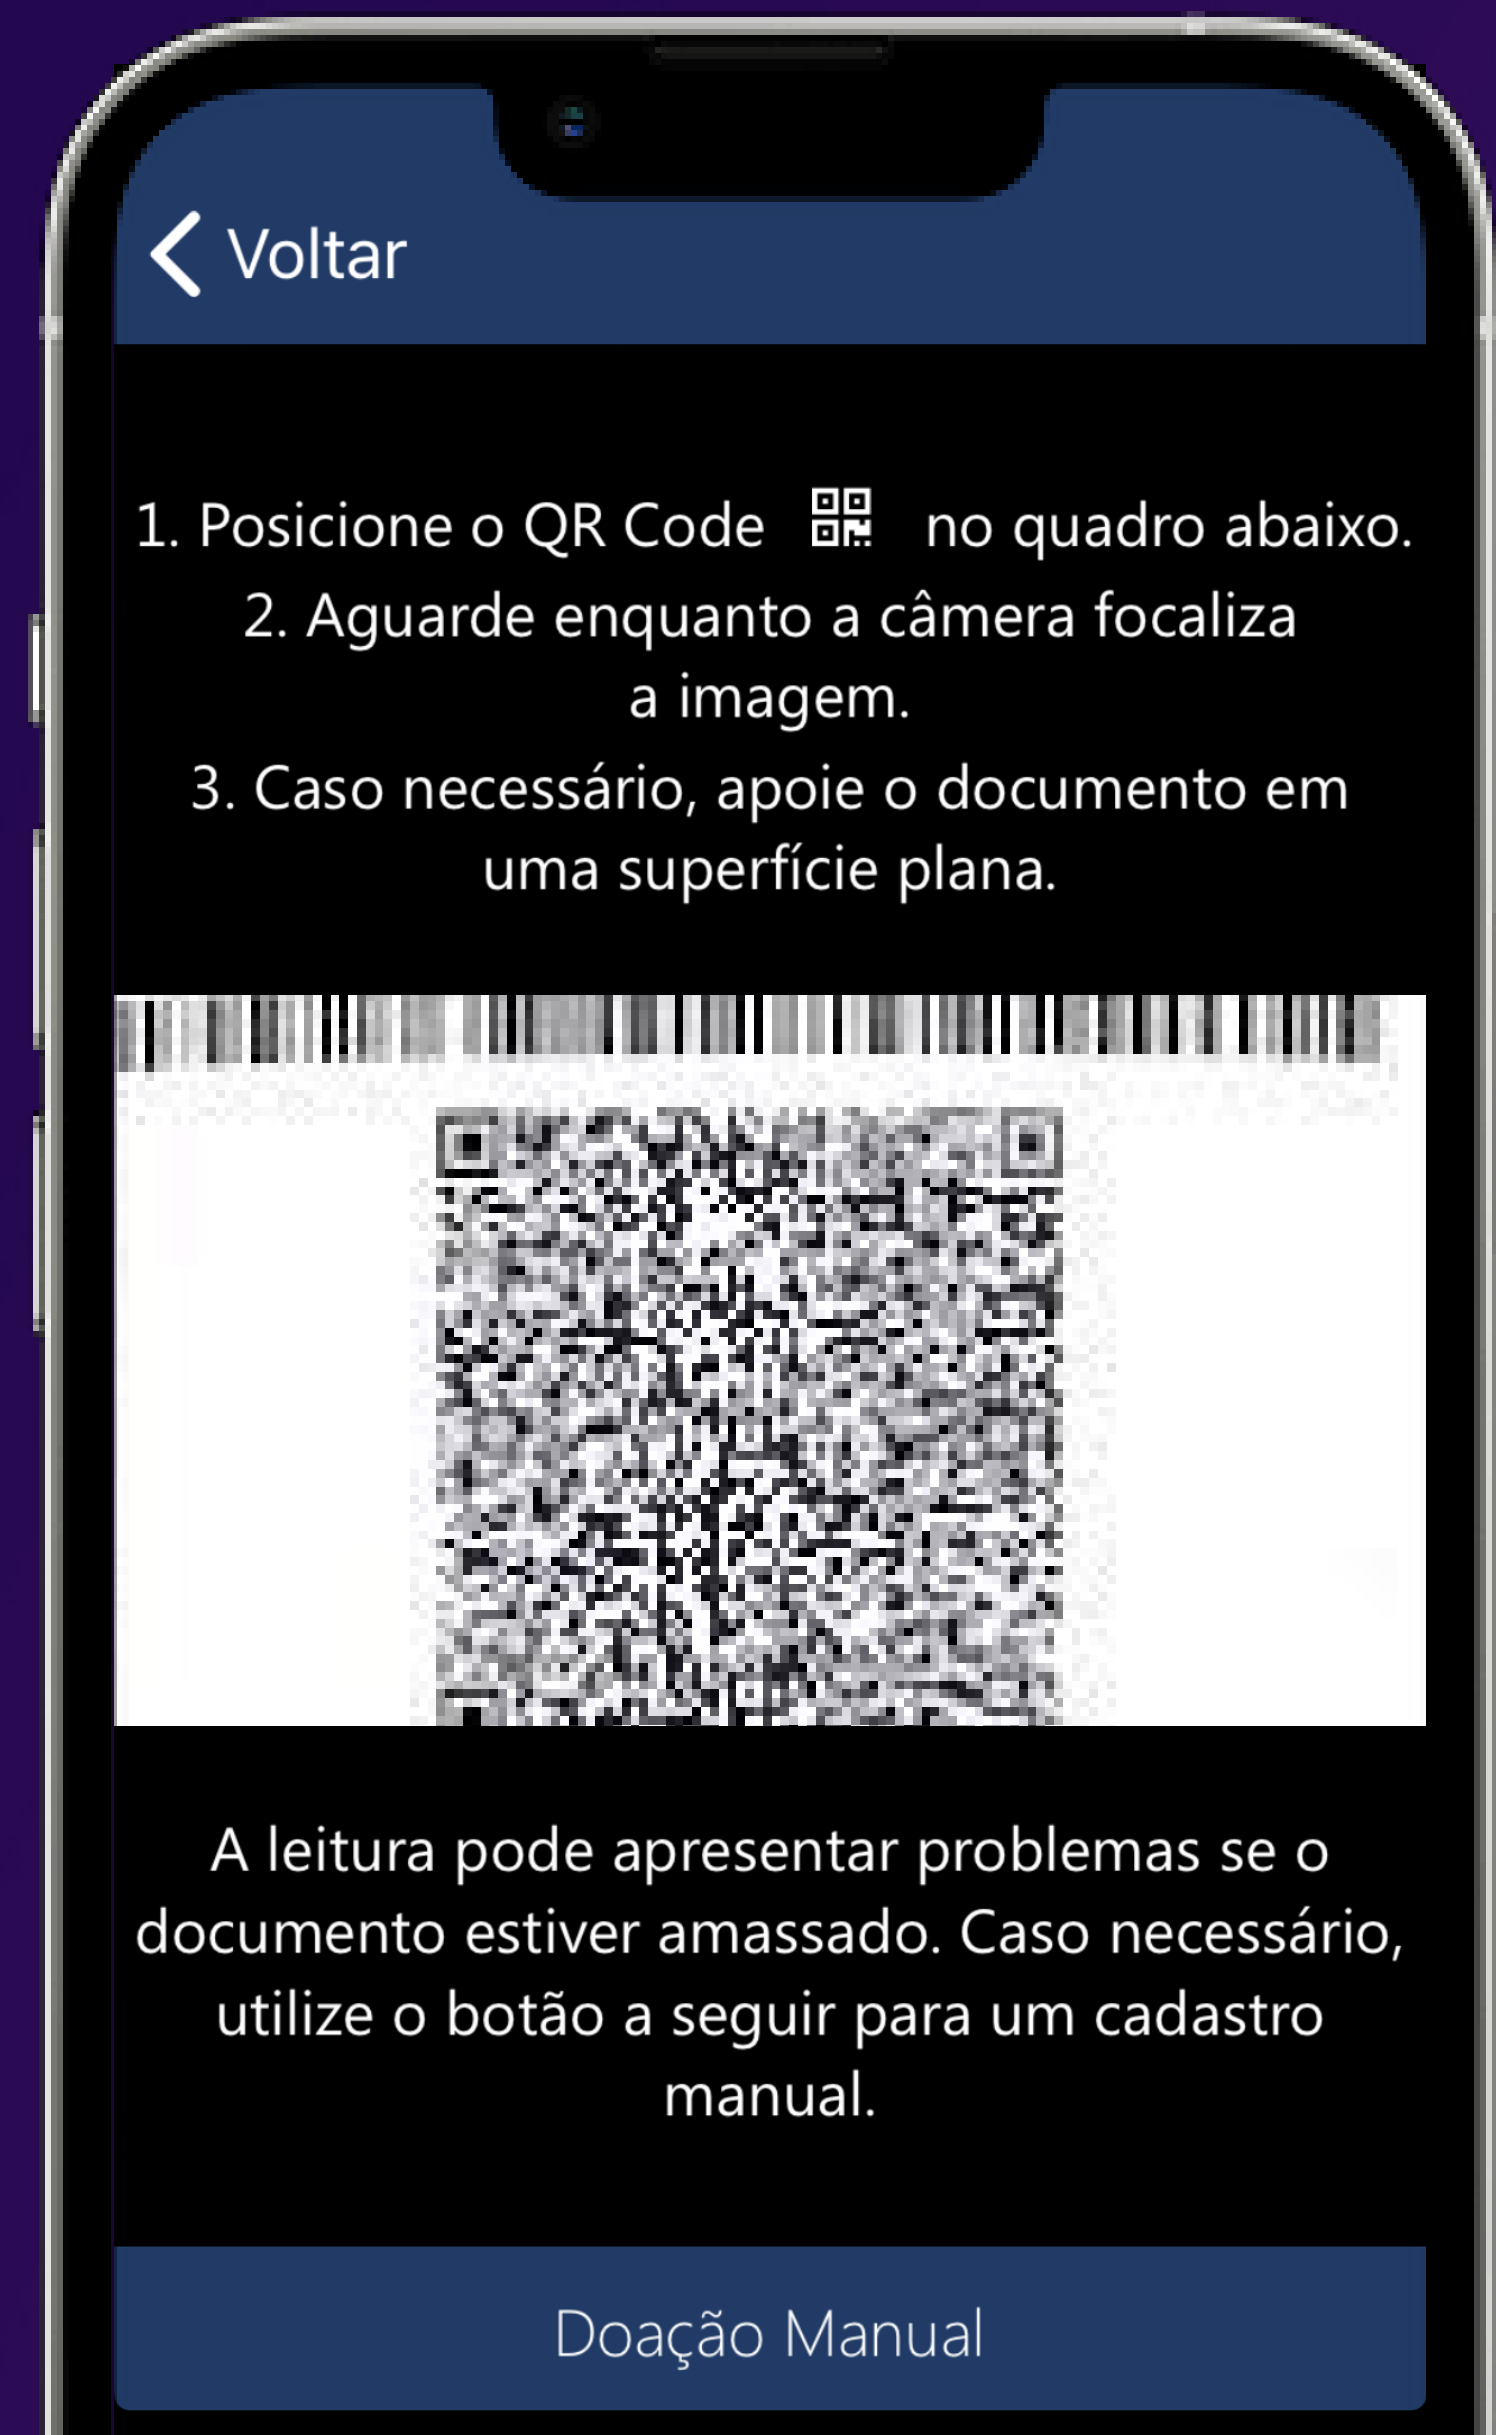 Voltar
1. Posicione o QR Code no quadro abaixo.
2. Aguarde enquanto a câmera focaliza
a imagem.
3. Caso necessário, apoie o documento em
uma superfície plana.
A leitura pode apresentar problemas se o
documento estiver amassado. Caso necessário,
utilize o botão a seguir para um cadastro
manual.
Doação Manual